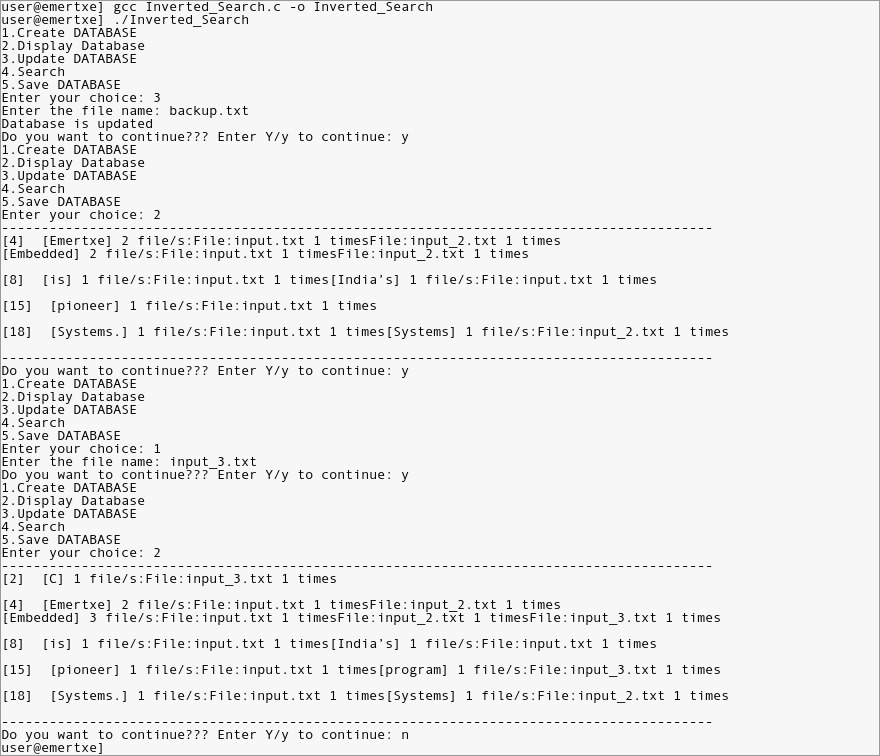 user@emertxe] gcc Inverted_Search.c -o Inverted_Search
user@emertxe] ./Inverted_Search
1.Create DATABASE
2.Display Database
3.Update DATABASE
4.Search
5.Save DATABASE
Enter your choice: 3
Enter the file name: backup.txt
Database is updated
Do you want to continue??? Enter Y/y to continue: y
1.Create DATABASE
2.Display Database
3.Update DATABASE
4.Search
5.Save DATABASE
Enter your choice: 2
-----------------------------------------------------------------------------------------
[4]  [Emertxe] 2 file/s:File:input.txt 1 timesFile:input_2.txt 1 times
[Embedded] 2 file/s:File:input.txt 1 timesFile:input_2.txt 1 times
[8]  [is] 1 file/s:File:input.txt 1 times[India's] 1 file/s:File:input.txt 1 times
[15]  [pioneer] 1 file/s:File:input.txt 1 times
[18]  [Systems.] 1 file/s:File:input.txt 1 times[Systems] 1 file/s:File:input_2.txt 1 times
-----------------------------------------------------------------------------------------
Do you want to continue??? Enter Y/y to continue: y
1.Create DATABASE
2.Display Database
3.Update DATABASE
4.Search
5.Save DATABASE
Enter your choice: 1
Enter the file name: input_3.txt
Do you want to continue??? Enter Y/y to continue: y
1.Create DATABASE
2.Display Database
3.Update DATABASE
4.Search
5.Save DATABASE
Enter your choice: 2
-----------------------------------------------------------------------------------------
[2]  [C] 1 file/s:File:input_3.txt 1 times
[4]  [Emertxe] 2 file/s:File:input.txt 1 timesFile:input_2.txt 1 times
[Embedded] 3 file/s:File:input.txt 1 timesFile:input_2.txt 1 timesFile:input_3.txt 1 times
[8]  [is] 1 file/s:File:input.txt 1 times[India's] 1 file/s:File:input.txt 1 times
[15]  [pioneer] 1 file/s:File:input.txt 1 times[program] 1 file/s:File:input_3.txt 1 times
[18]  [Systems.] 1 file/s:File:input.txt 1 times[Systems] 1 file/s:File:input_2.txt 1 times
-----------------------------------------------------------------------------------------
Do you want to continue??? Enter Y/y to continue: n
user@emertxe]